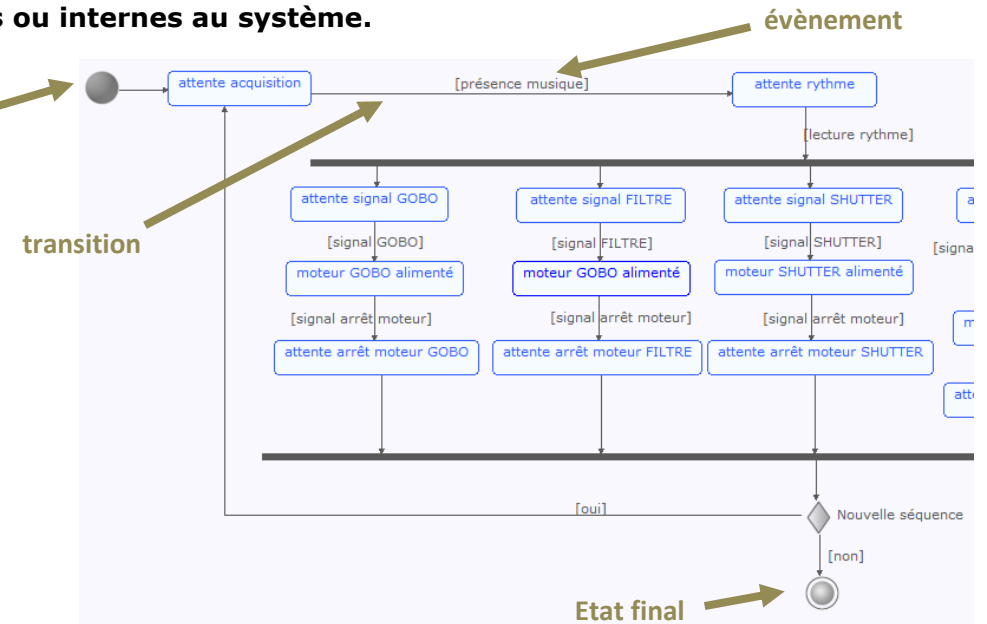 s ou internes au système.
évènement
attente acquisition
[présence musique]
attente rythme
[lecture rythme]
attente signal GOBO
attente signal FILTRE
attente signal SHUTTER
a
transition
[signal GOBO]
[signal FILTRE]
[signal SHUTTER]
[signa
moteur GOBO alimenté
moteur GOBO alimenté
moteur SHUTTER alimenté
[signal arrêt moteur]
[signal arrêt moteur]
[signal arrêt moteur]
m
attente arrêt moteur GOBO
attente arrêt moteur FILTRE
attente arrêt moteur SHUTTER
atte
[oui]
Nouvelle séquence
[non]
Etat final